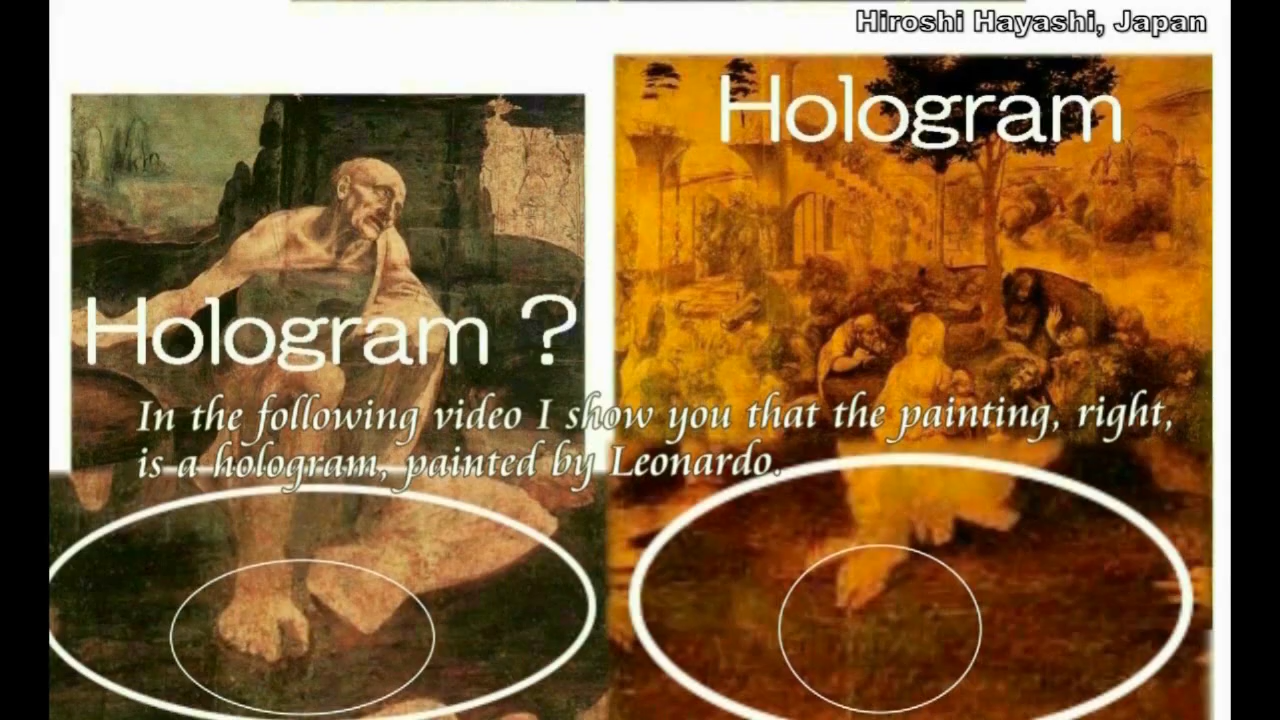 Hiroshi Hayashi, Japan
Hologram
Hologram ?
In the following video I show you that the painting, right,
is a hologram, painted by Leonardo.